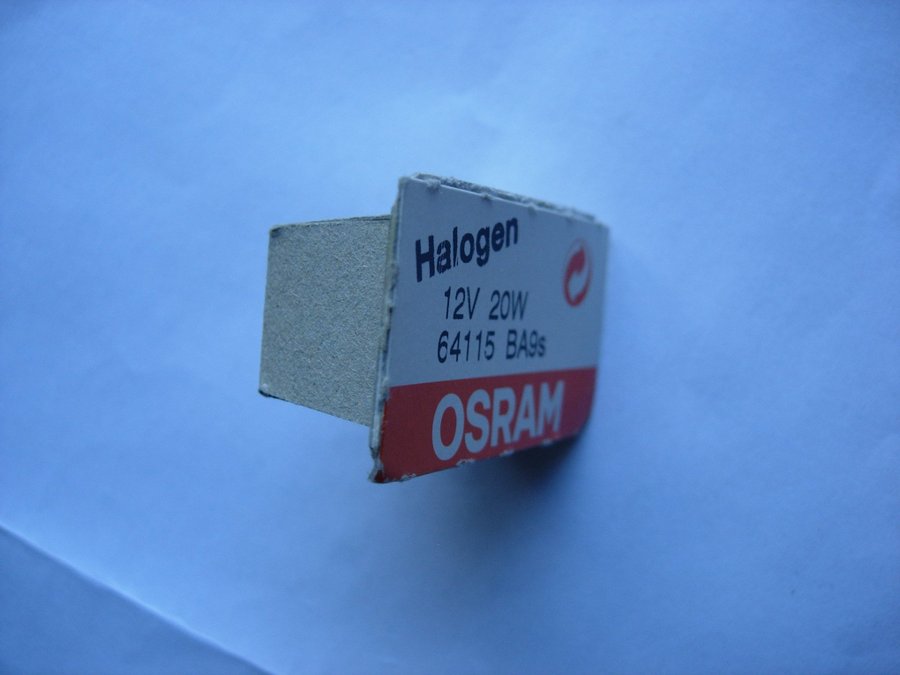 Halogen
12V 20W
64115 BA9s
OSRAM